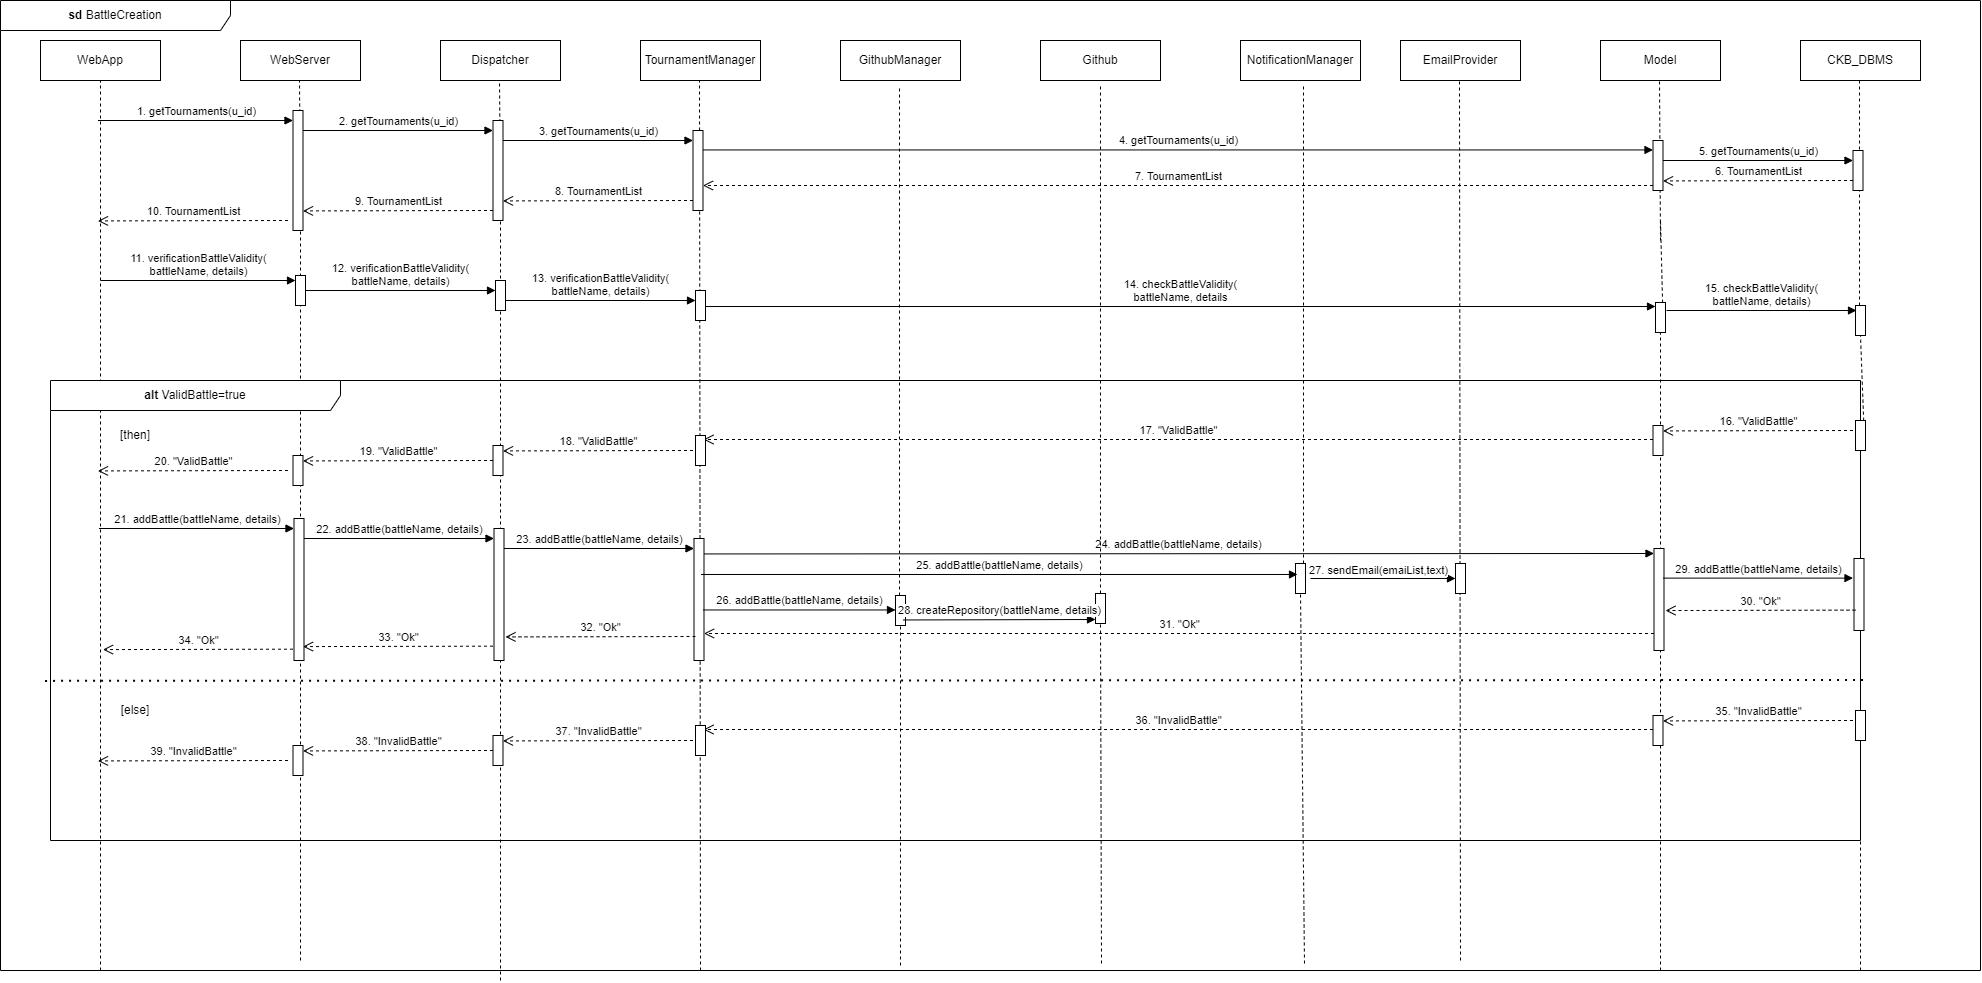 sd BattleCreation
WebApp
WebServer
Dispatcher
TournamentManager
GithubManager
Github
NotificationManager
EmailProvider
Model
CKB_DBMS
1. getTournaments(u_id)
2. getTournaments(u_id)
3. getTournaments(u_id)
4. getTournaments(u_id)
5. getTournaments(u_id)
6. TournamentList
7. TournamentList
8. TournamentList
9. TournamentList
10. TournamentList
11. verificationBattleValidity(
battleName, details)
12. verificationBattleValidity(
battleName, details)
13. verificationBattleValidity(
battleName, details)
14. checkBattleValidity(
battleName, details
15. checkBattleValidity(
battleName, details)
alt ValidBattle=true
[then]
16. "ValidBattle"
17. "ValidBattle"
18. "ValidBattle"
19. "ValidBattle"
20. "ValidBattle"
21. addBattle(battleName, details)
22. addBattle(battleName, details)
23. addBattle(battleName, details)
24. addBattle(battleName, details)
25. addBattle(battleName, details)
26. addBattle(battleName, details)
27. sendEmail(emaiList,text)
28. createRepository(battleName, details)
29. addBattle(battleName, details)
30. "Ok"
31. "Ok"
32. "Ok"
33. "Ok"
34. "Ok"
[else]
35. "InvalidBattle"
36. "InvalidBattle"
37. "InvalidBattle"
38. "InvalidBattle"
39. "InvalidBattle"